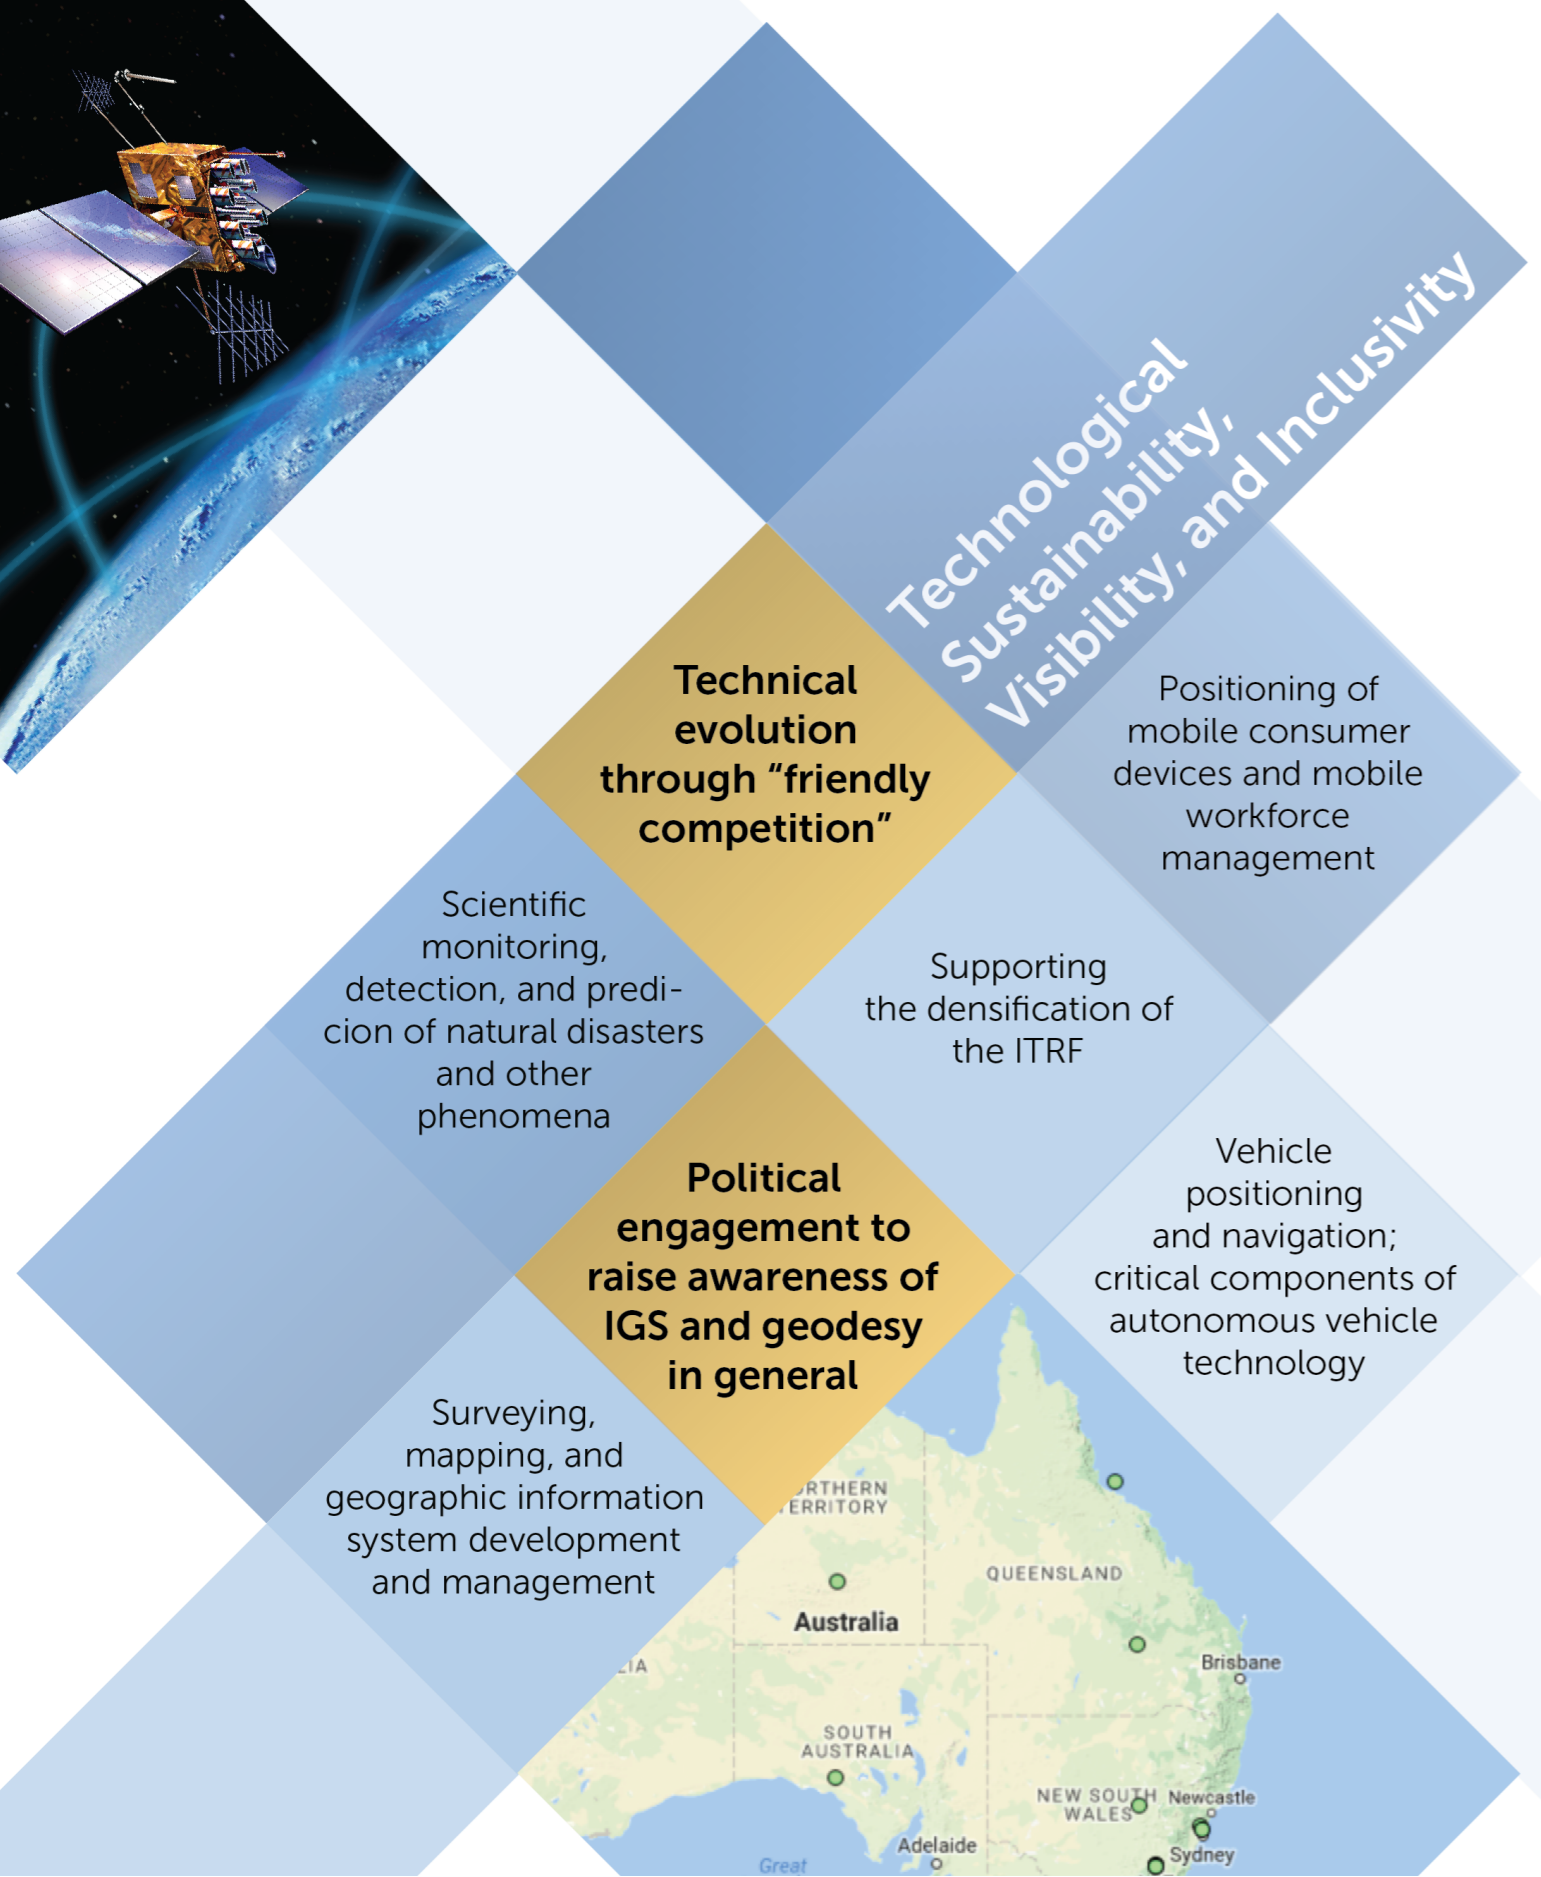 Technological
Sustainability,
Visibility, and Inclusivity
Technical
evolution
through “friendly
competition”
Positioning of
mobile consumer
devices and mobile
workforce
management
Scientific
monitoring,
detection, and predi-
cion of natural disasters
and other
phenomena
Supporting
the densification of
the ITRF
Political
engagement to
raise awareness of
IGS and geodesy
in general
Vehicle
positioning
and navigation;
critical components of
autonomous vehicle
technology
Surveying,
mapping, and
geographic information
system development
and management
RTHERN
ERRITORY
QUEENSLAND
Australia
Brisbane
LIA
SOUTH
AUSTRALIA
NEW SOUTH
WALES
Newcastle
Adelaide
Sydney
Great